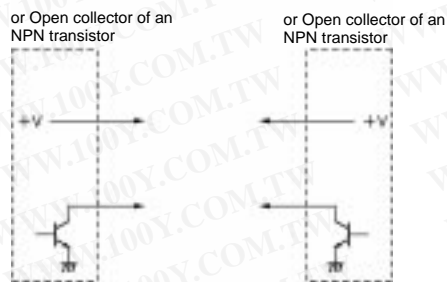 or Open collector of an
NPN transistor
or Open collector of an
NPN transistor
+V
+V
WWW.100Y.COM.TW